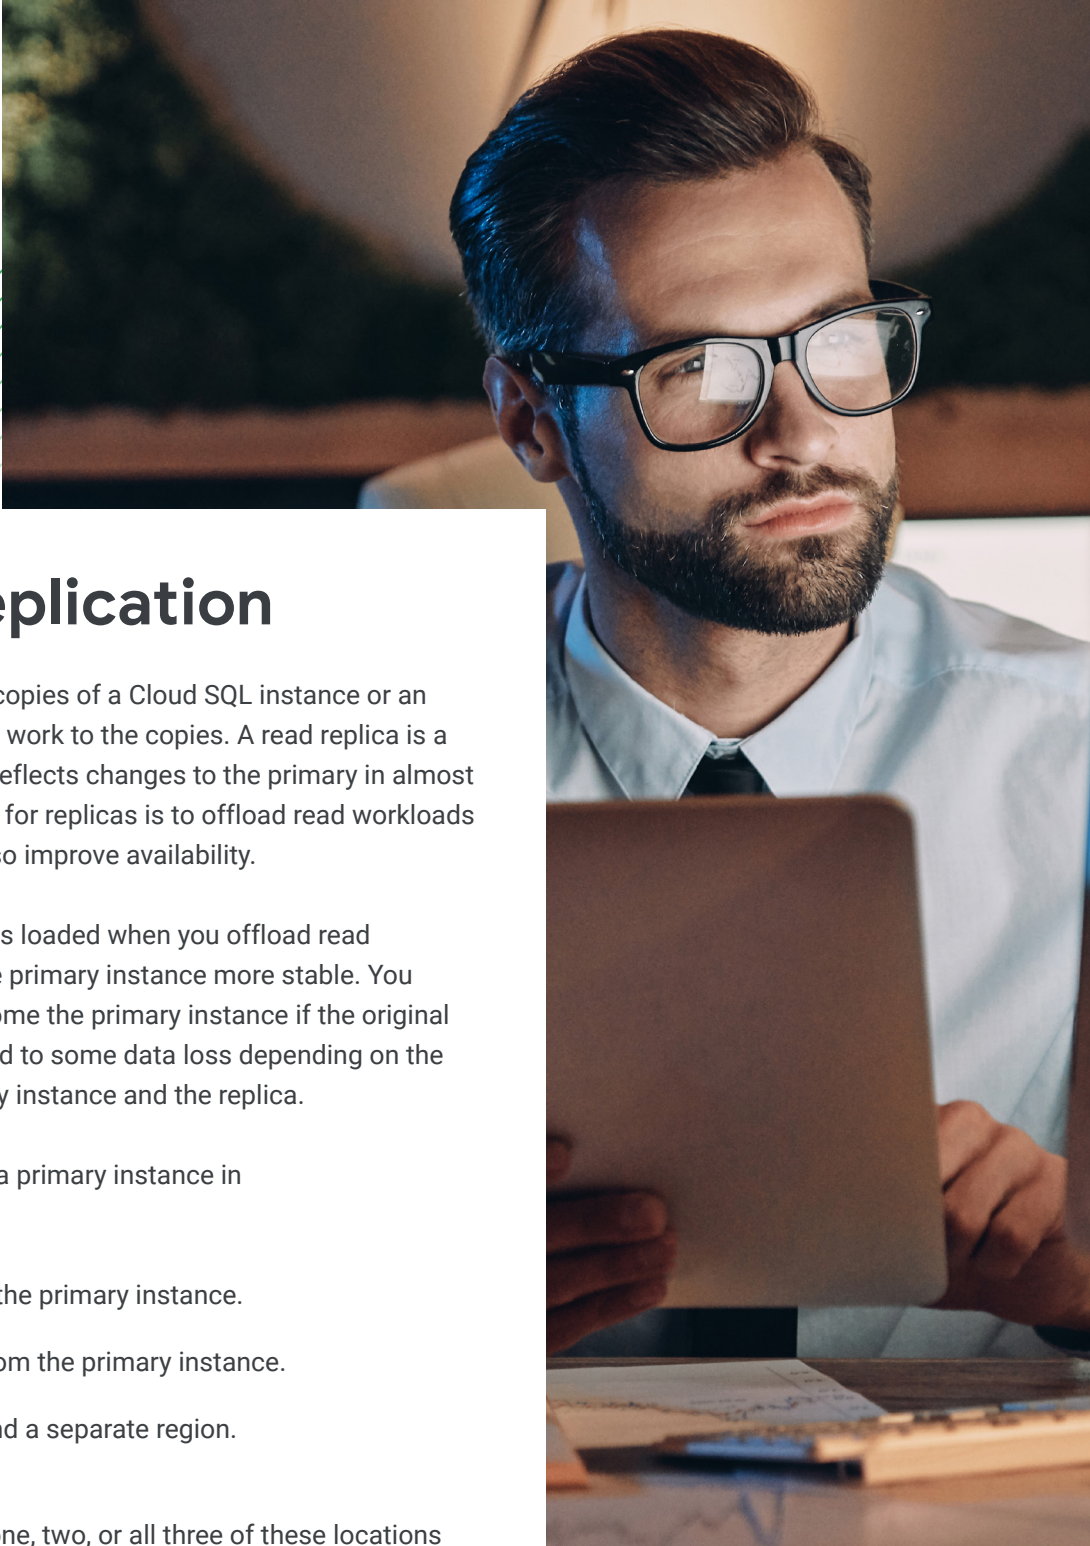 eplication
copies of a Cloud SQL instance or an
work to the copies. A read replica is a
eflects changes to the primary in almost
for replicas is to offload read workloads
so improve availability.
s loaded when you offload read
e primary instance more stable. You
ome the primary instance if the original
d to some data loss depending on the
y instance and the replica.
a primary instance in
the primary instance.
om the primary instance.
nd a separate region.
one, two, or all three of these locations